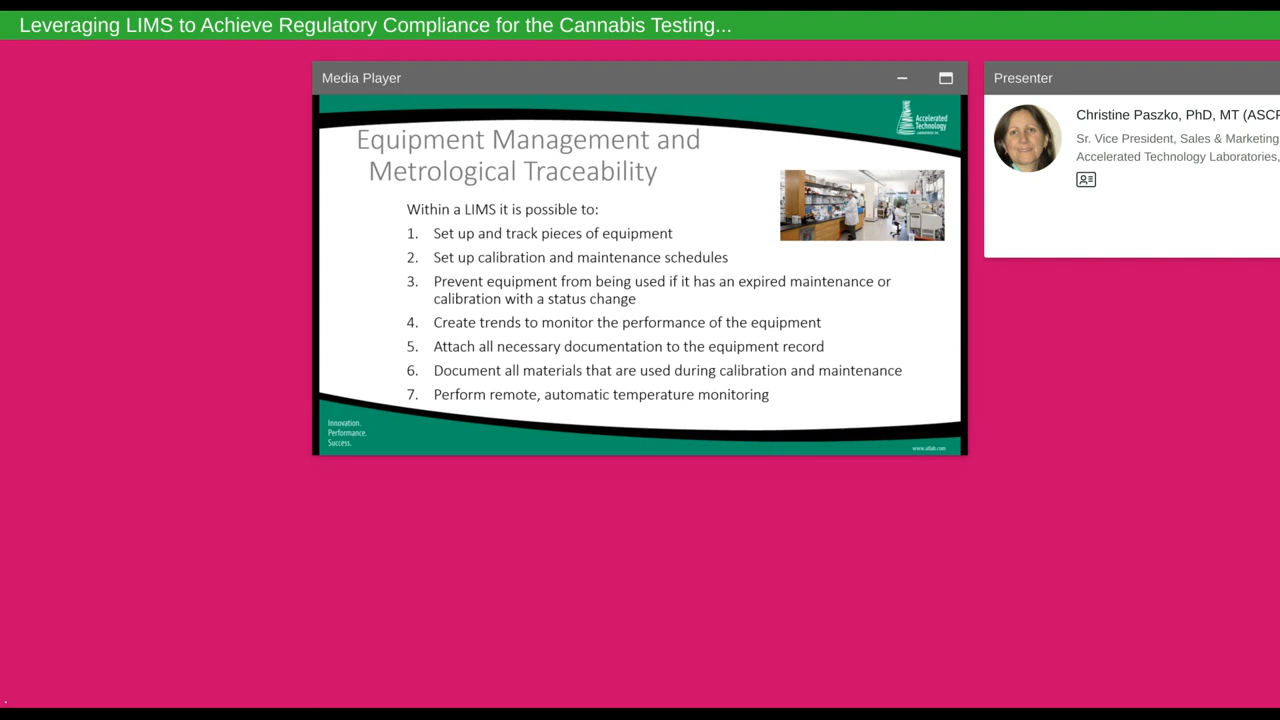 Leveraging LIMS to Achieve Regulatory Compliance for the Cannabis Testing...
Media Player
Presenter
Accelerated
Technology
Equipment Management and
Metrological Traceability
Within a LIMS it is possible to:
1. Set up and track pieces of equipment
2. Set up calibration and maintenance schedules
3. Prevent equipment from being used if it has an expired maintenance or
calibration with a status change
4. Create trends to monitor the performance of the equipment
5. Attach all necessary documentation to the equipment record
6. Document all materials that are used during calibration and maintenance
7. Perform remote, automatic temperature monitoring
Innovation.
Performance.
Success.
www.atlab.com
Christine Paszko, PhD, MT (ASCP
Sr. Vice President, Sales & Marketing
Accelerated Technology Laboratories,